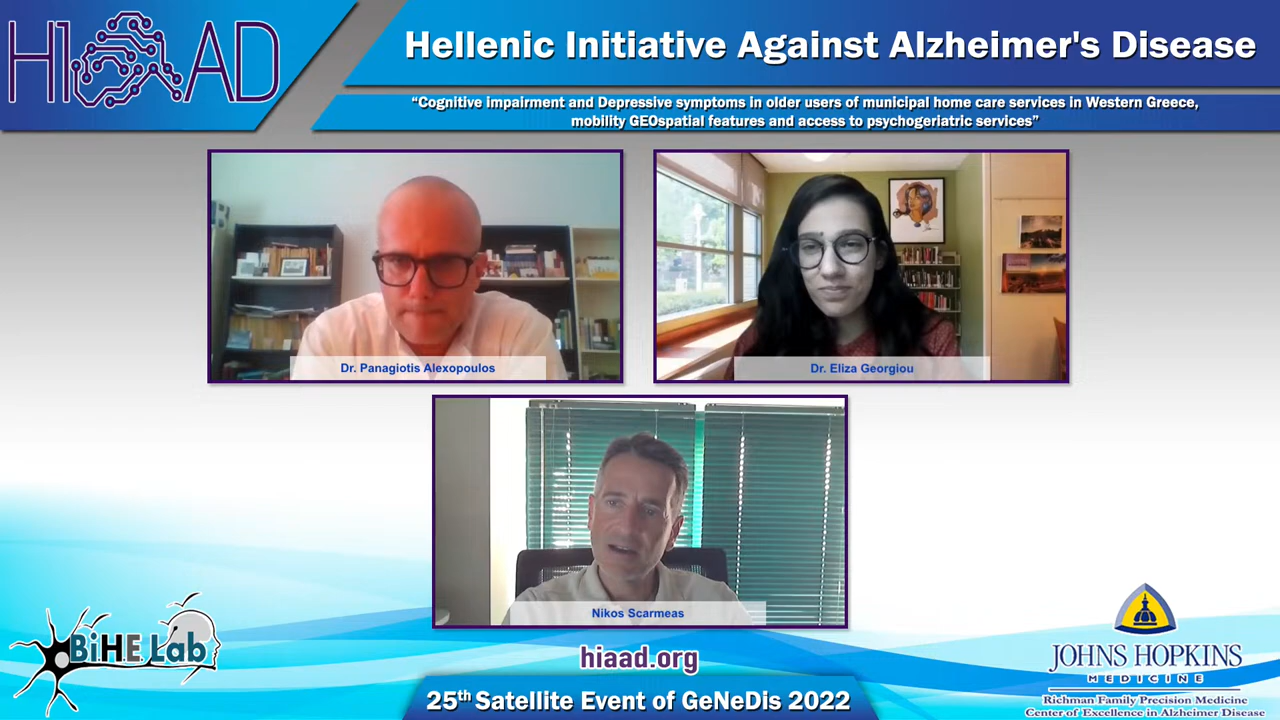 HIAAD
Hellenic Initiative Against Alzheimer's Disease
“Cognitive impairment and Depressive symptoms in older users of municipal home care services in Western Greece,
mobility GEOspatial features and access to psychogeriatric services”
Dr. Panagiotis Alexopoulos
Dr. Eliza Georgiou
Nikos Scarmeas
BiHE Lab
hiaad.org
25th Satellite Event of GeNeDis 2022
JOHNS HOPKINS
MEDICINE
Richman Family Precision Medicine
Center of Excellence in Alzheimer Disease